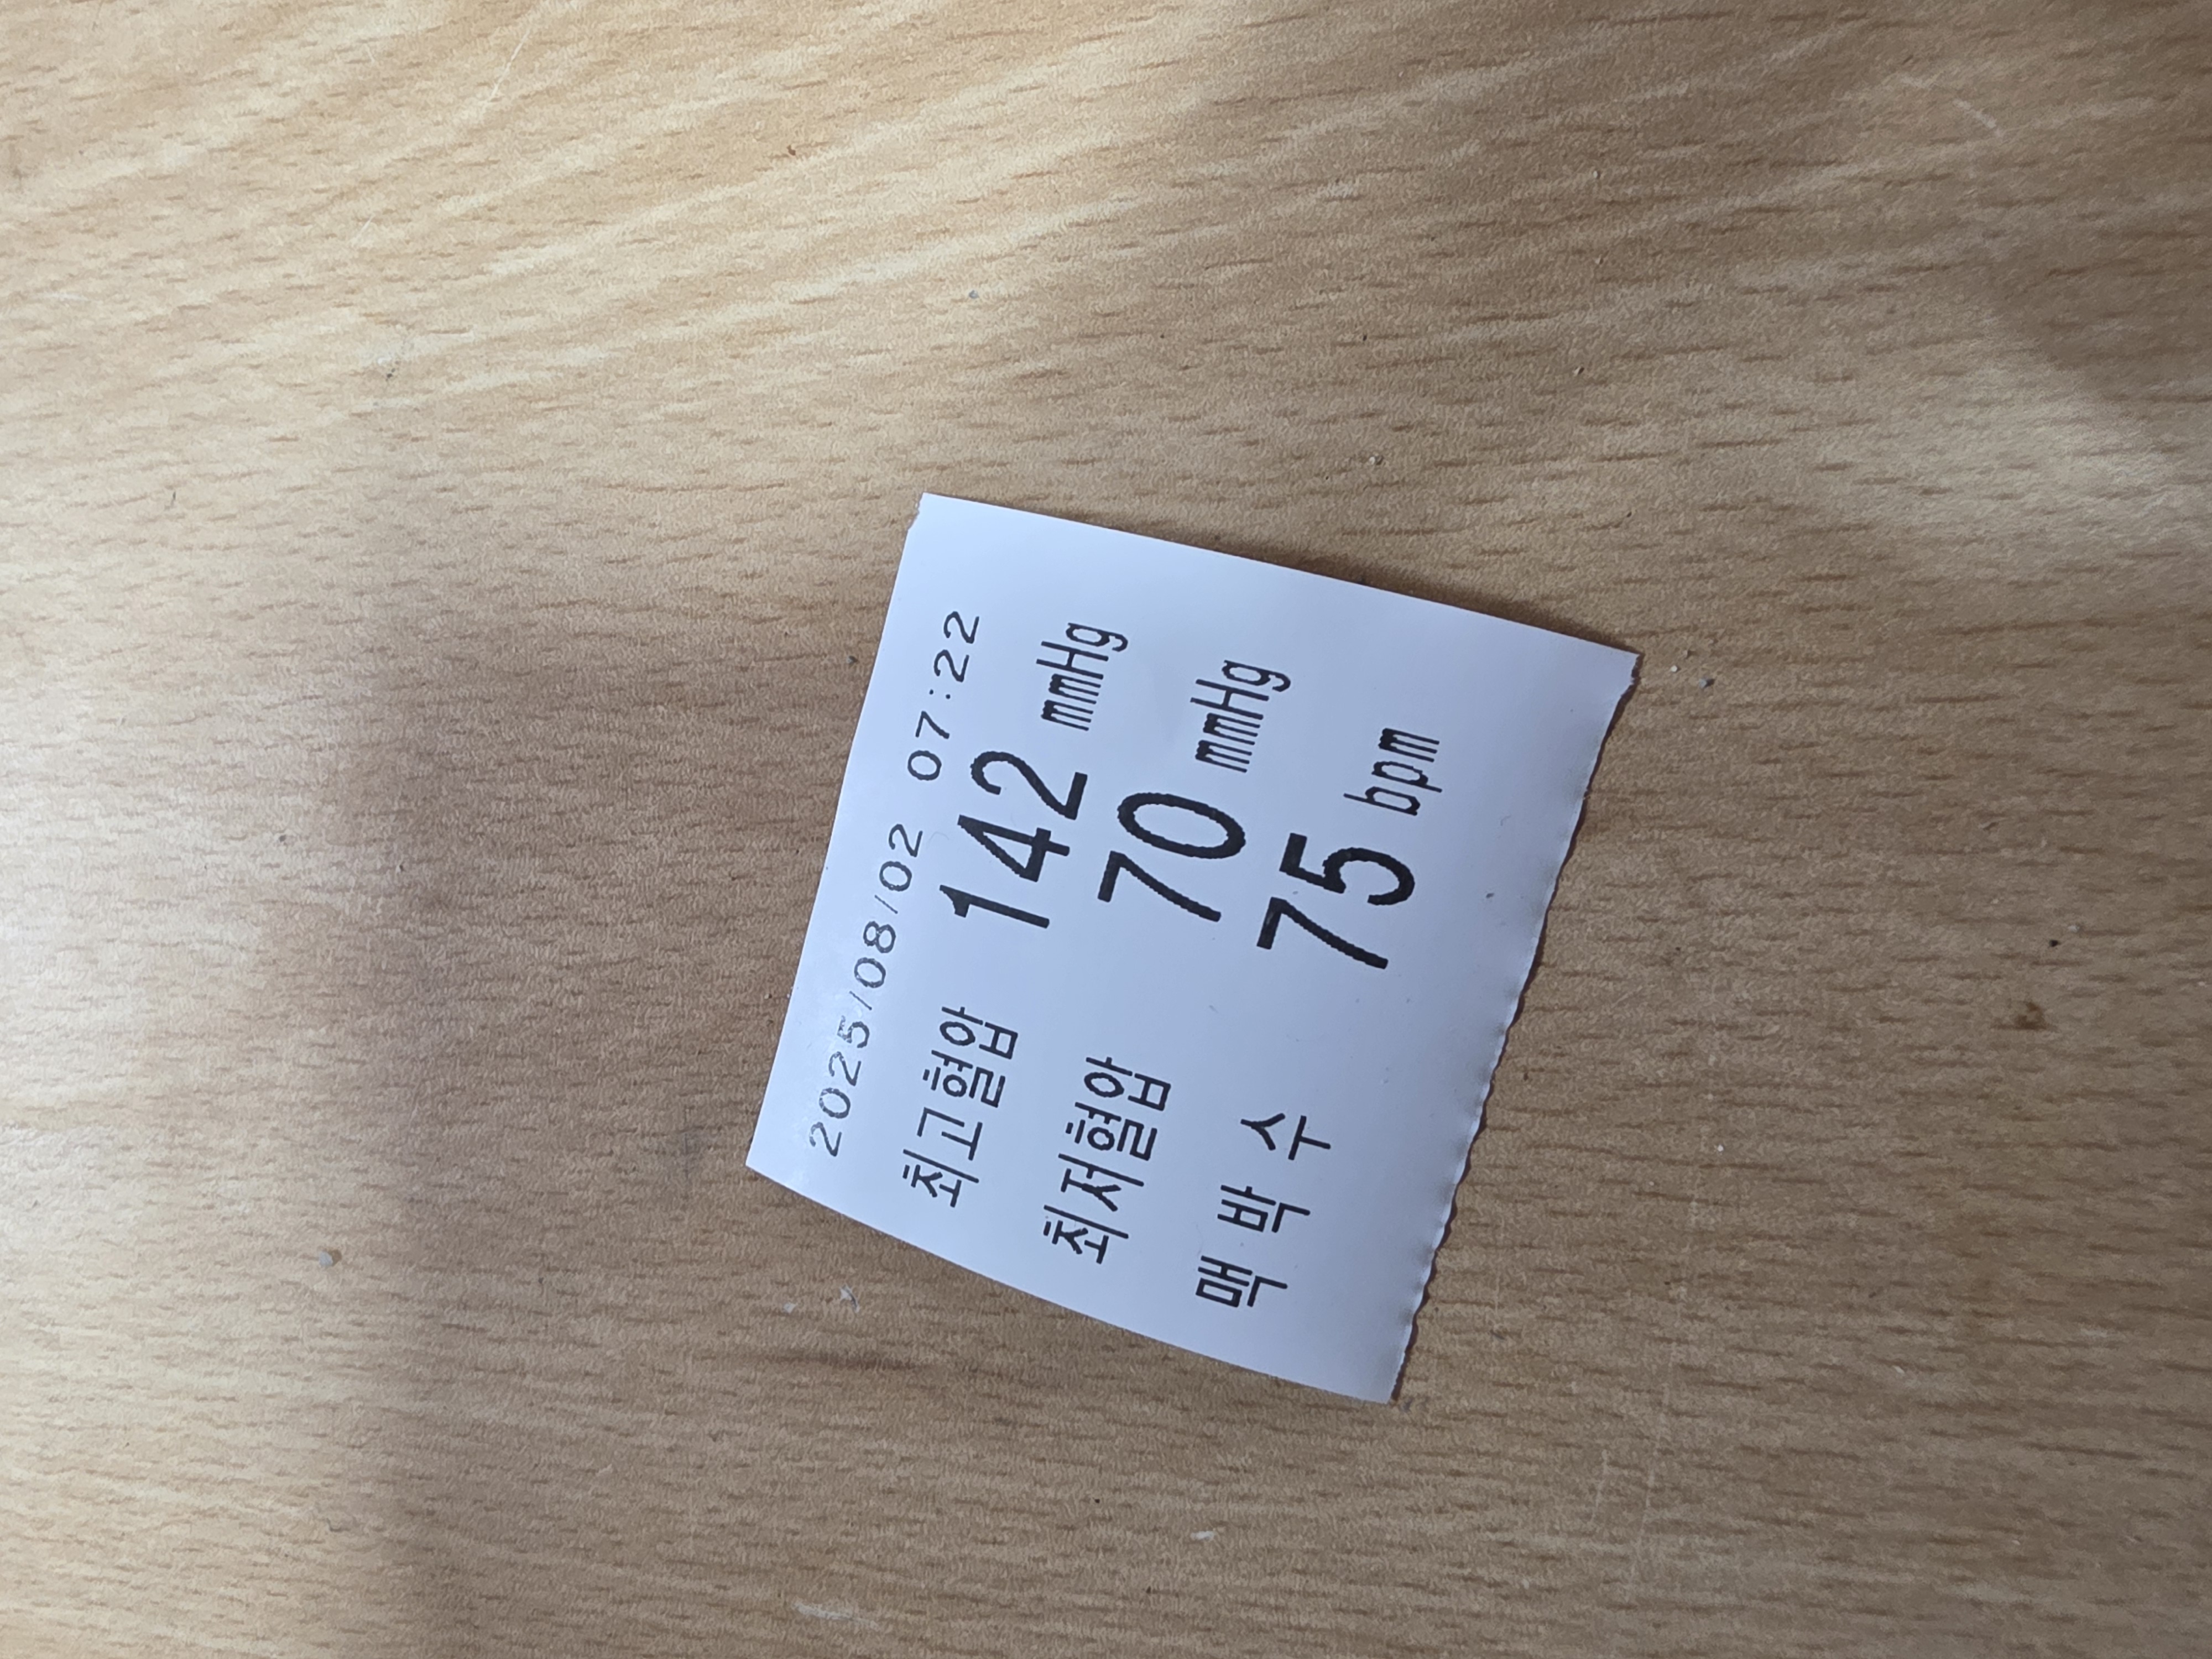 2025/08/02 07:22
최고혈압 142 mmHg
최저혈압 70 mmHg
맥 박 수 75 bpm